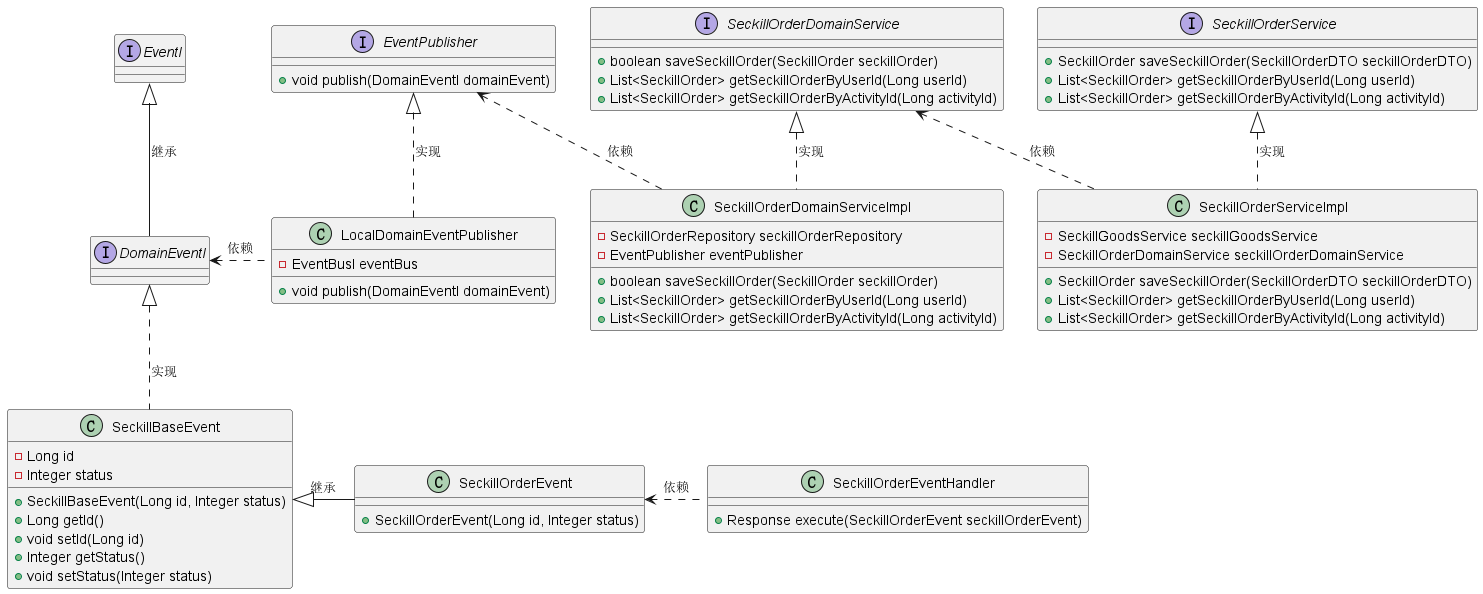 I EventI
继承
I DomainEventI
依赖
实现
I EventPublisher
void publish(DomainEventI domainEvent)
实现
依赖
C LocalDomainEventPublisher
EventBusI eventBus
void publish(DomainEventI domainEvent)
I SeckillOrderDomainService
boolean saveSeckillOrder(SeckillOrder seckillOrder)
List<SeckillOrder> getSeckillOrderByUserId(Long userId)
List<SeckillOrder> getSeckillOrderByActivityId(Long activityId)
实现
依赖
C SeckillOrderDomainServiceImpl
SeckillOrderRepository seckillOrderRepository
EventPublisher eventPublisher
boolean saveSeckillOrder(SeckillOrder seckillOrder)
List<SeckillOrder> getSeckillOrderByUserId(Long userId)
List<SeckillOrder> getSeckillOrderByActivityId(Long activityId)
I SeckillOrderService
SeckillOrder saveSeckillOrder(SeckillOrderDTO seckillOrderDTO)
List<SeckillOrder> getSeckillOrderByUserId(Long userId)
List<SeckillOrder> getSeckillOrderByActivityId(Long activityId)
实现
C SeckillOrderServiceImpl
SeckillGoodsService seckillGoodsService
SeckillOrderDomainService seckillOrderDomainService
SeckillOrder saveSeckillOrder(SeckillOrderDTO seckillOrderDTO)
List<SeckillOrder> getSeckillOrderByUserId(Long userId)
List<SeckillOrder> getSeckillOrderByActivityId(Long activityId)
C SeckillBaseEvent
Long id
Integer status
SeckillBaseEvent(Long id, Integer status)
Long getId()
void setId(Long id)
Integer getStatus()
void setStatus(Integer status)
继承
C SeckillOrderEvent
SeckillOrderEvent(Long id, Integer status)
依赖
C SeckillOrderEventHandler
Response execute(SeckillOrderEvent seckillOrderEvent)